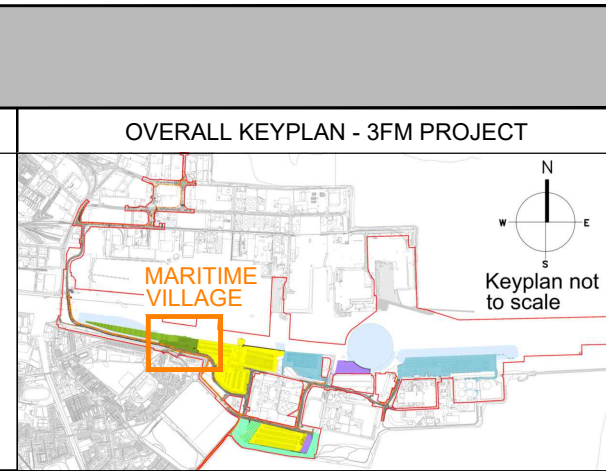 OVERALL KEYPLAN - 3FM PROJECT
N
W
E
S
Keyplan not
to scale
MARITIME
VILLAGE